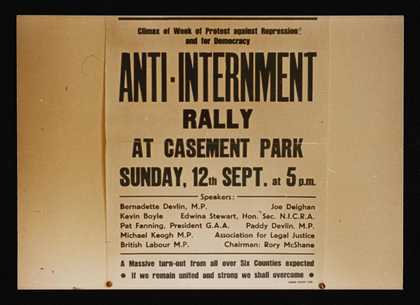 Climax of Week of Protest against Repression
and for Democracy
ANTI-INTERNMENT
RALLY
AT CASEMENT PARK
SUNDAY, 12th SEPT. at 5 p.m.
Speakers:
Bernadette Devlin, M.P. Joe Deighan
Kevin Boyle Edwina Stewart, Hon. Sec. N.I.C.R.A.
Pat Fanning, President G.A.A. Paddy Devlin, M.P.
Michael Keogh M.P. Association for Legal Justice
British Labour M.P. Chairman: Rory McShane
A Massive turn-out from all over Six Counties expected
• If we remain united and strong we shall overcome •